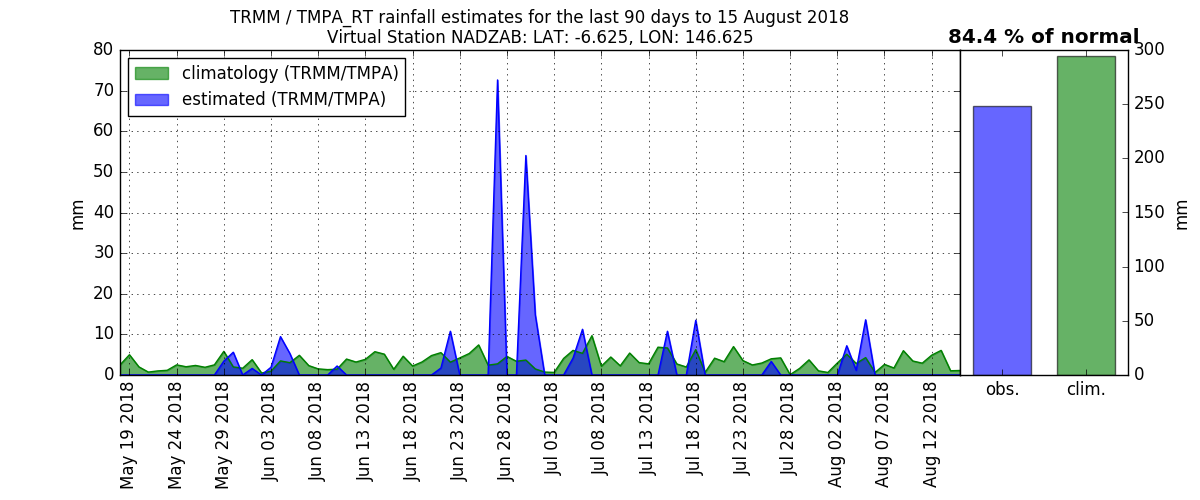 TRMM / TMPA_RT rainfall estimates for the last 90 days to 15 August 2018
Virtual Station NADZAB: LAT: -6.625, LON: 146.625
84.4 % of normal
climatology (TRMM/TMPA)
estimated (TRMM/TMPA)
80
70
60
50
40
30
20
10
0
mm
May 19 2018
May 24 2018
May 29 2018
Jun 03 2018
Jun 08 2018
Jun 13 2018
Jun 18 2018
Jun 23 2018
Jun 28 2018
Jul 03 2018
Jul 08 2018
Jul 13 2018
Jul 18 2018
Jul 23 2018
Jul 28 2018
Aug 02 2018
Aug 07 2018
Aug 12 2018
300
250
200
150
100
50
0
mm
obs.
clim.